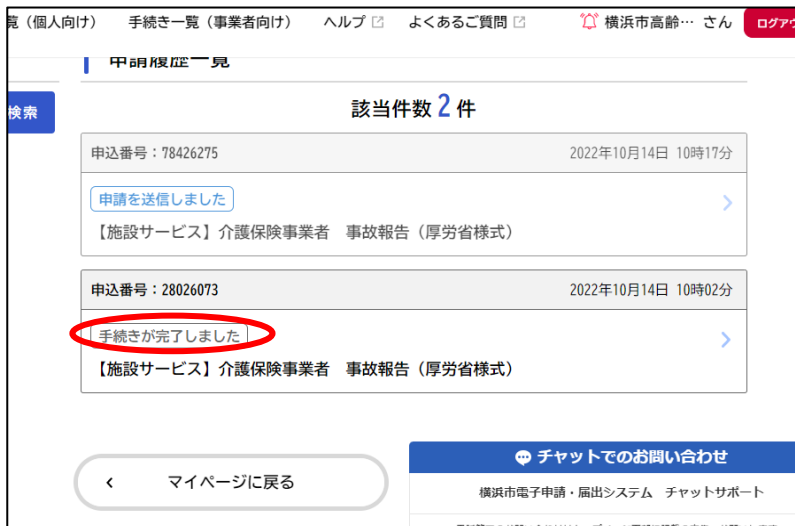 覧（個人向け） 手続き一覧（事業者向け） ヘルプ よくあるご質問 横浜市高齢… さん ログアウ
申請履歴一覧
検索
該当件数 2 件
申込番号：78426275 2022年10月14日 10時17分
申請を送信しました
【施設サービス】介護保険事業者　事故報告（厚労省様式）
申込番号：28026073 2022年10月14日 10時02分
手続きが完了しました
【施設サービス】介護保険事業者　事故報告（厚労省様式）
マイページに戻る
チャットでのお問い合わせ
横浜市電子申請・届出システム　チャットサポート